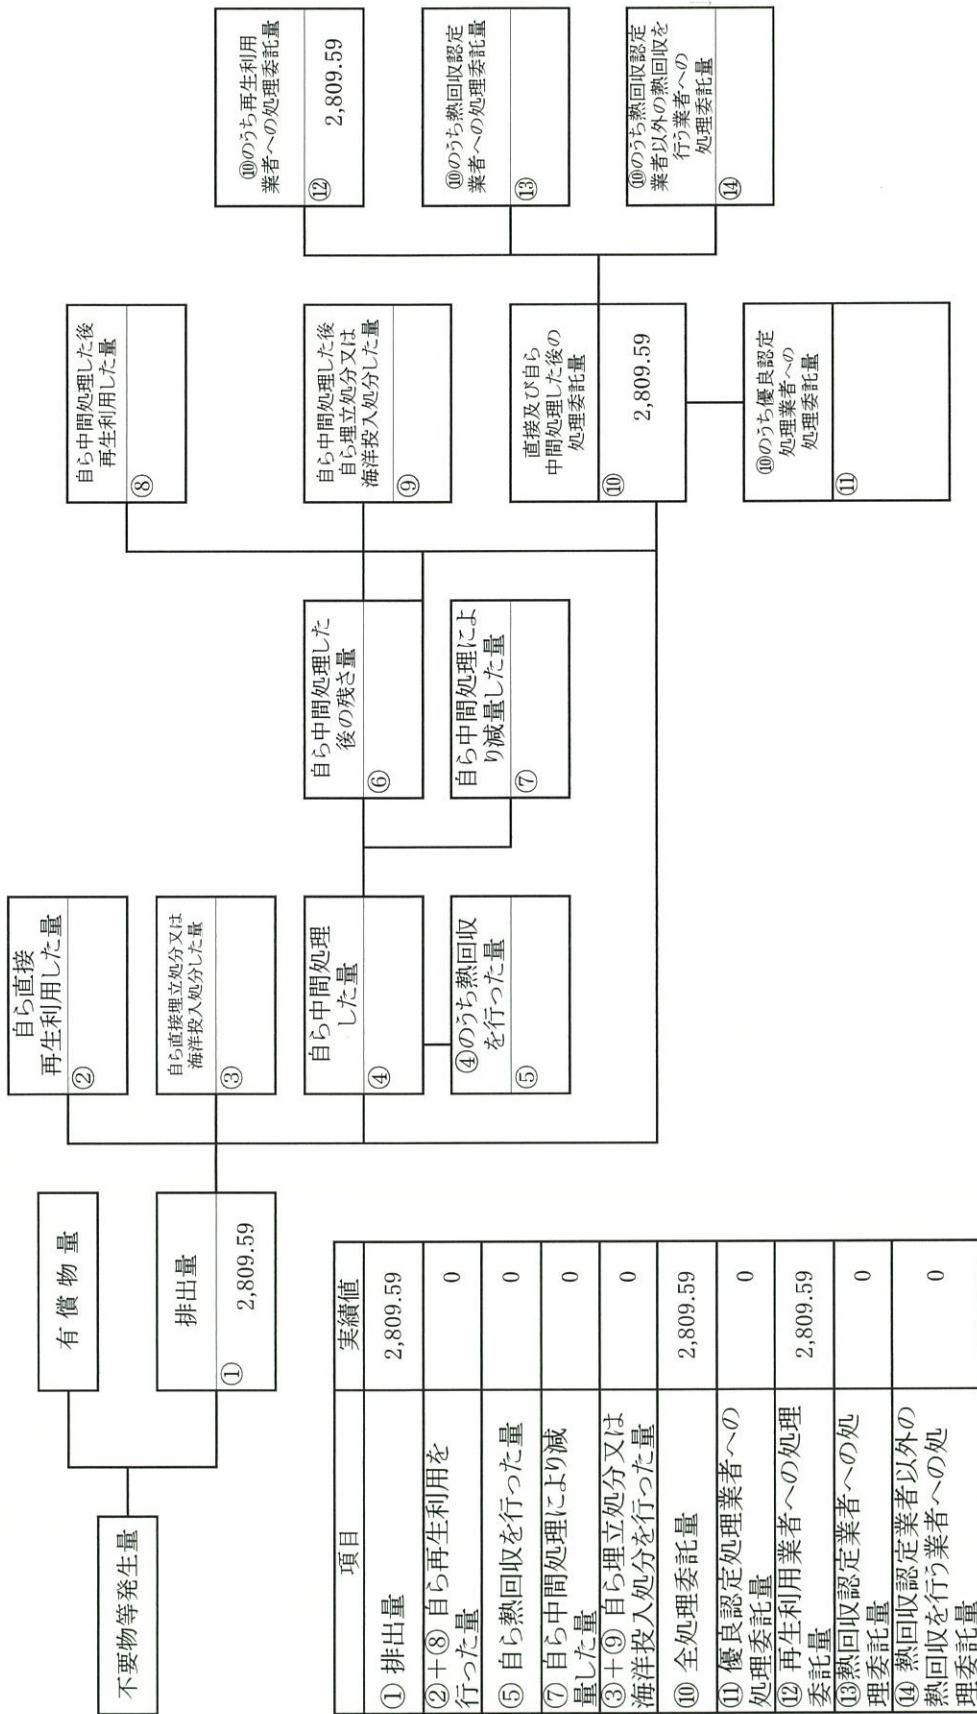 不要物等発生量
有 償 物 量
排出量
①
2,809.59
自ら直接
再生利用した量
②
自ら直接埋立処分又は
海洋投入処分した量
③
自ら中間処理
した量
④
④のうち熱回収
を行った量
⑤
自ら中間処理した
後の残さ量
⑥
自ら中間処理によ
り減量した量
⑦
自ら中間処理した後
再生利用した量
⑧
自ら中間処理した後
自ら埋立処分又は
海洋投入処分した量
⑨
直接及び自ら
中間処理した後の
処理委託量
⑩
2,809.59
⑩のうち優良認定
処理業者への
処理委託量
⑪
⑩のうち再生利用
業者への処理委託量
⑫
2,809.59
⑩のうち熱回収認定
業者への処理委託量
⑬
⑩のうち熱回収認定
業者以外の熱回収を
行う業者への
処理委託量
⑭
項目 実績値
① 排出量 2,809.59
②+⑧ 自ら再生利用を
行った量 0
⑤ 自ら熱回収を行った量 0
⑦ 自ら中間処理により減
量した量 0
③+⑨ 自ら埋立処分又は
海洋投入処分を行った量 0
⑩ 全処理委託量 2,809.59
⑪ 優良認定処理業者への
処理委託量 0
⑫ 再生利用業者への処理
委託量 2,809.59
⑬熱回収認定業者への処
理委託量 0
⑭ 熱回収認定業者以外の
熱回収を行う業者への処
理委託量 0